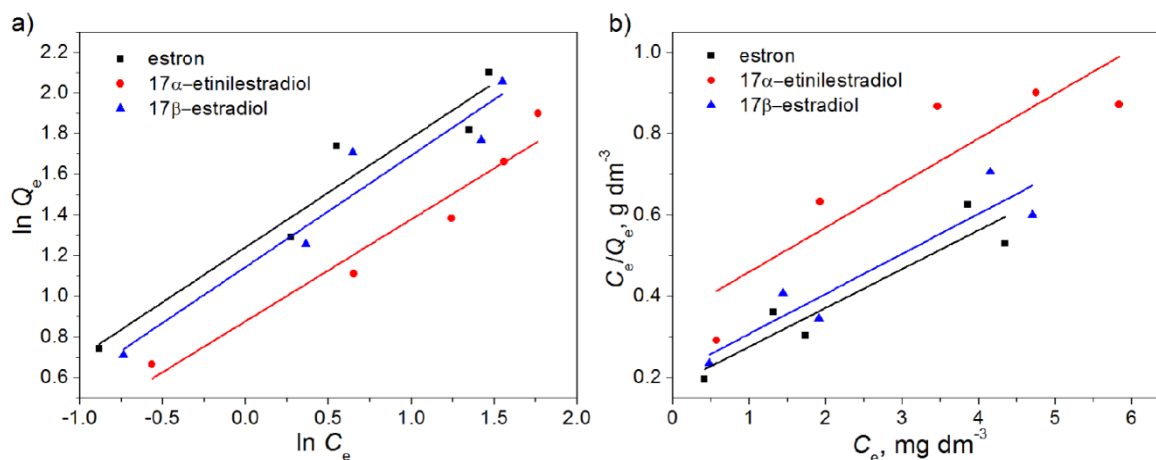 a)
estron
17α–etinilestradiol
17β–estradiol
ln Qe
2.2
2.0
1.8
1.6
1.4
1.2
1.0
0.8
0.6
-1.0 -0.5 0.0 0.5 1.0 1.5 2.0
ln Ce
b)
estron
17α–etinilestradiol
17β–estradiol
Ce/Qe, g dm-3
1.0
0.8
0.6
0.4
0.2
0 1 2 3 4 5 6
Ce, mg dm-3